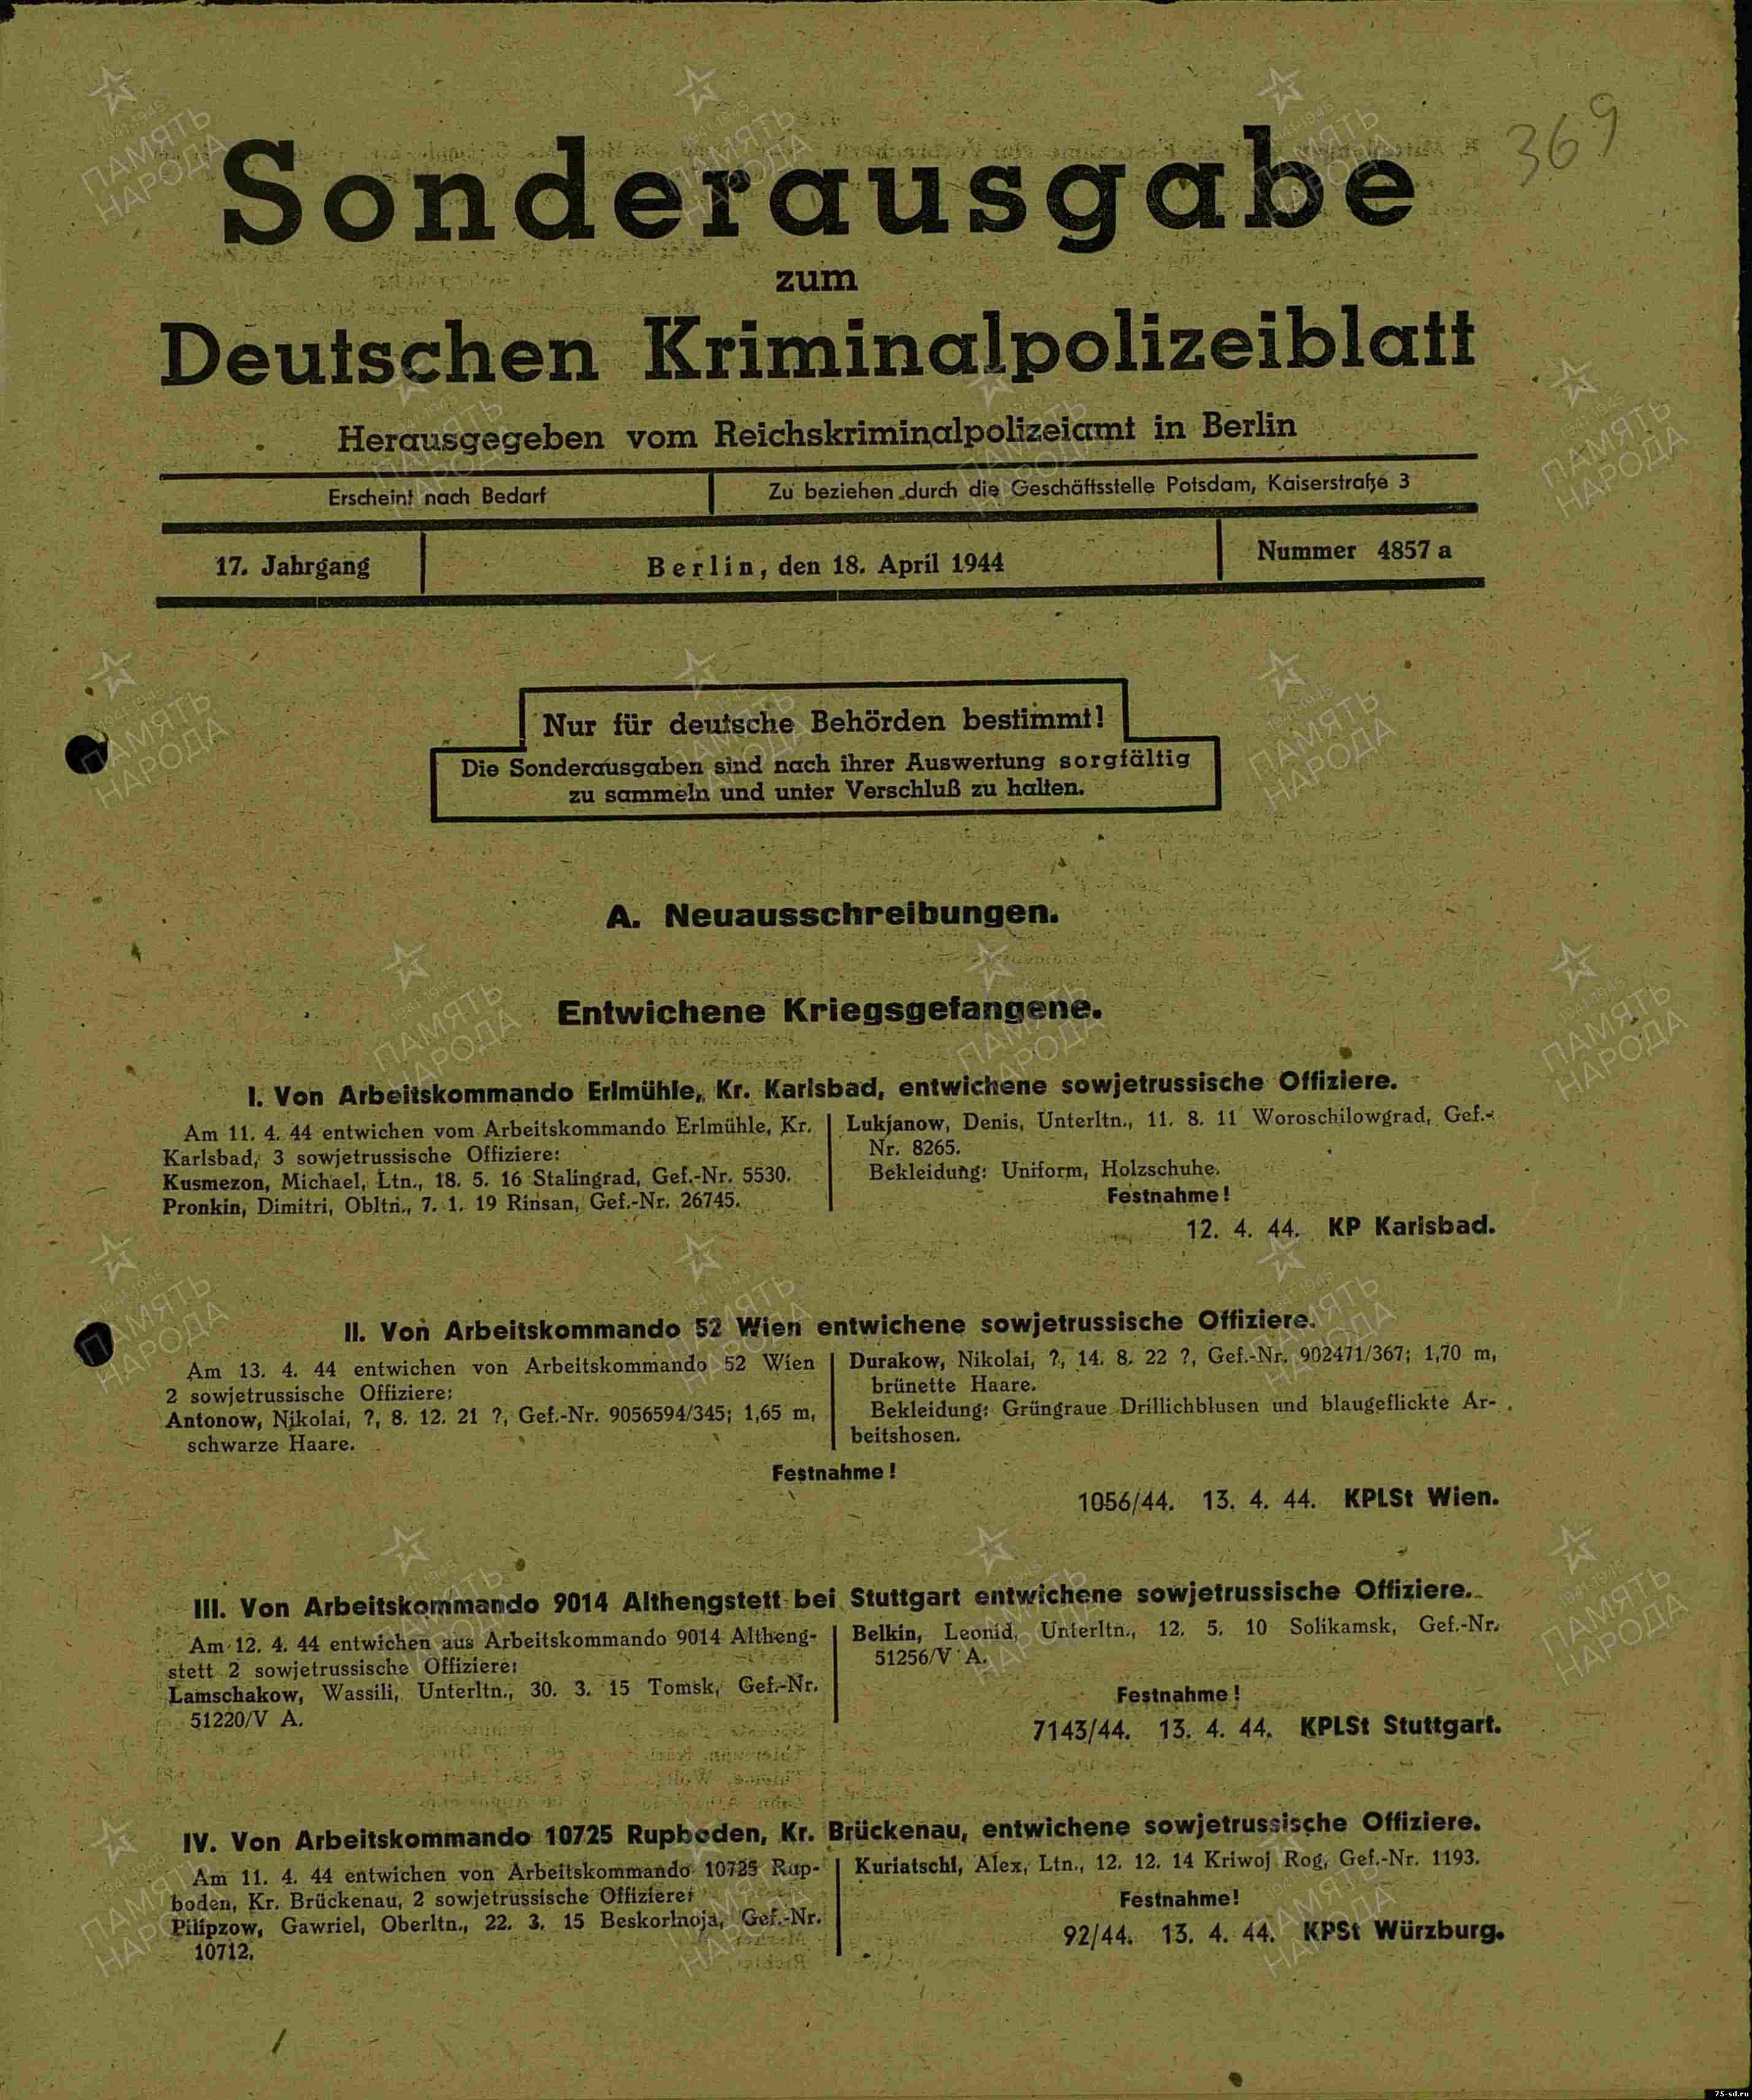 369
Sonderausgabe
zum
Deutschen Kriminalpolizeiblatt
Herausgegeben vom Reichskriminalpolizeiamt in Berlin
Erscheint nach Bedarf
Zu beziehen durch die Geschäftsstelle Potsdam, Kaiserstraße 3
17. Jahrgang
Berlin, den 18. April 1944
Nummer 4857 a
Nur für deutsche Behörden bestimmt!
Die Sonderausgaben sind nach ihrer Auswertung sorgfältig
zu sammeln und unter Verschluß zu halten.
A. Neuausschreibungen.
Entwichene Kriegsgefangene.
I. Von Arbeitskommando Erlmühle, Kr. Karlsbad, entwichene sowjetrussische Offiziere.
Am 11. 4. 44 entwichen vom Arbeitskommando Erlmühle, Kr.
Karlsbad, 3 sowjetrussische Offiziere:
Kusmezon, Michael, Ltn., 18. 5. 16 Stalingrad, Gef.-Nr. 5530.
Pronkin, Dimitri, Obltn., 7. 1. 19 Rinsan, Gef.-Nr. 26745.
Lukjanow, Denis, Unterltn., 11. 8. 11 Woroschilowgrad, Gef.-
Nr. 8265.
Bekleidung: Uniform, Holzschuhe.
Festnahme!
12. 4. 44. KP Karlsbad.
II. Von Arbeitskommando 52 Wien entwichene sowjetrussische Offiziere.
Am 13. 4. 44 entwichen von Arbeitskommando 52 Wien
2 sowjetrussische Offiziere:
Antonow, Nikolai, ?, 8. 12. 21 ?, Gef.-Nr. 9056594/345; 1,65 m,
schwarze Haare.
Durakow, Nikolai, ?, 14. 8. 22 ?, Gef.-Nr. 902471/367; 1,70 m,
brünette Haare.
Bekleidung: Grüngraue Drillichblusen und blaugeflickte Ar-
beitshosen.
Festnahme!
1056/44. 13. 4. 44. KPLSt Wien.
III. Von Arbeitskommando 9014 Althengstett bei Stuttgart entwichene sowjetrussische Offiziere.
Am 12. 4. 44 entwichen aus Arbeitskommando 9014 Altheng-
stett 2 sowjetrussische Offiziere:
Lamschakow, Wassili, Unterltn., 30. 3. 15 Tomsk, Gef.-Nr.
51220/V A.
Belkin, Leonid, Unterltn., 12. 5. 10 Solikamsk, Gef.-Nr.
51256/V A.
Festnahme!
7143/44. 13. 4. 44. KPLSt Stuttgart.
IV. Von Arbeitskommando 10725 Rupboden, Kr. Brückenau, entwichene sowjetrussische Offiziere.
Am 11. 4. 44 entwichen von Arbeitskommando 10725 Rup-
boden, Kr. Brückenau, 2 sowjetrussische Offiziere:
Pilipzow, Gawriel, Oberltn., 22. 3. 15 Beskorlnoja, Gef.-Nr.
10712.
Kuriatschl, Alex, Ltn., 12. 12. 14 Kriwoj Rog, Gef.-Nr. 1193.
Festnahme!
92/44. 13. 4. 44. KPSt Würzburg.
1941-1945
ПАМЯТЬ
НАРОДА
75-sd.ru